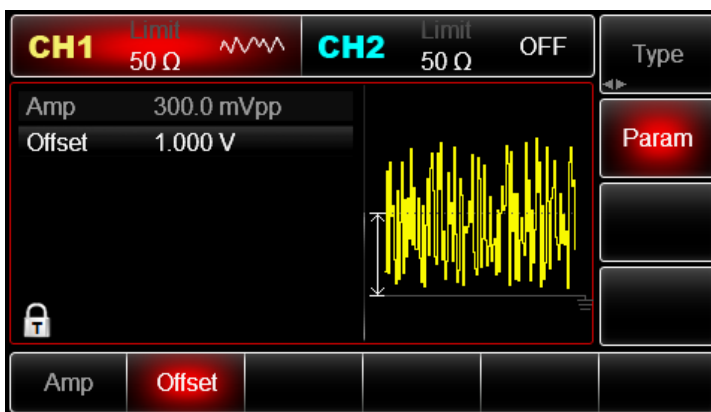 CH1 Limit 50 Ω CH2 Limit 50 Ω OFF Type
Amp 300.0 mVpp
Offset 1.000 V
Param
T
Amp Offset